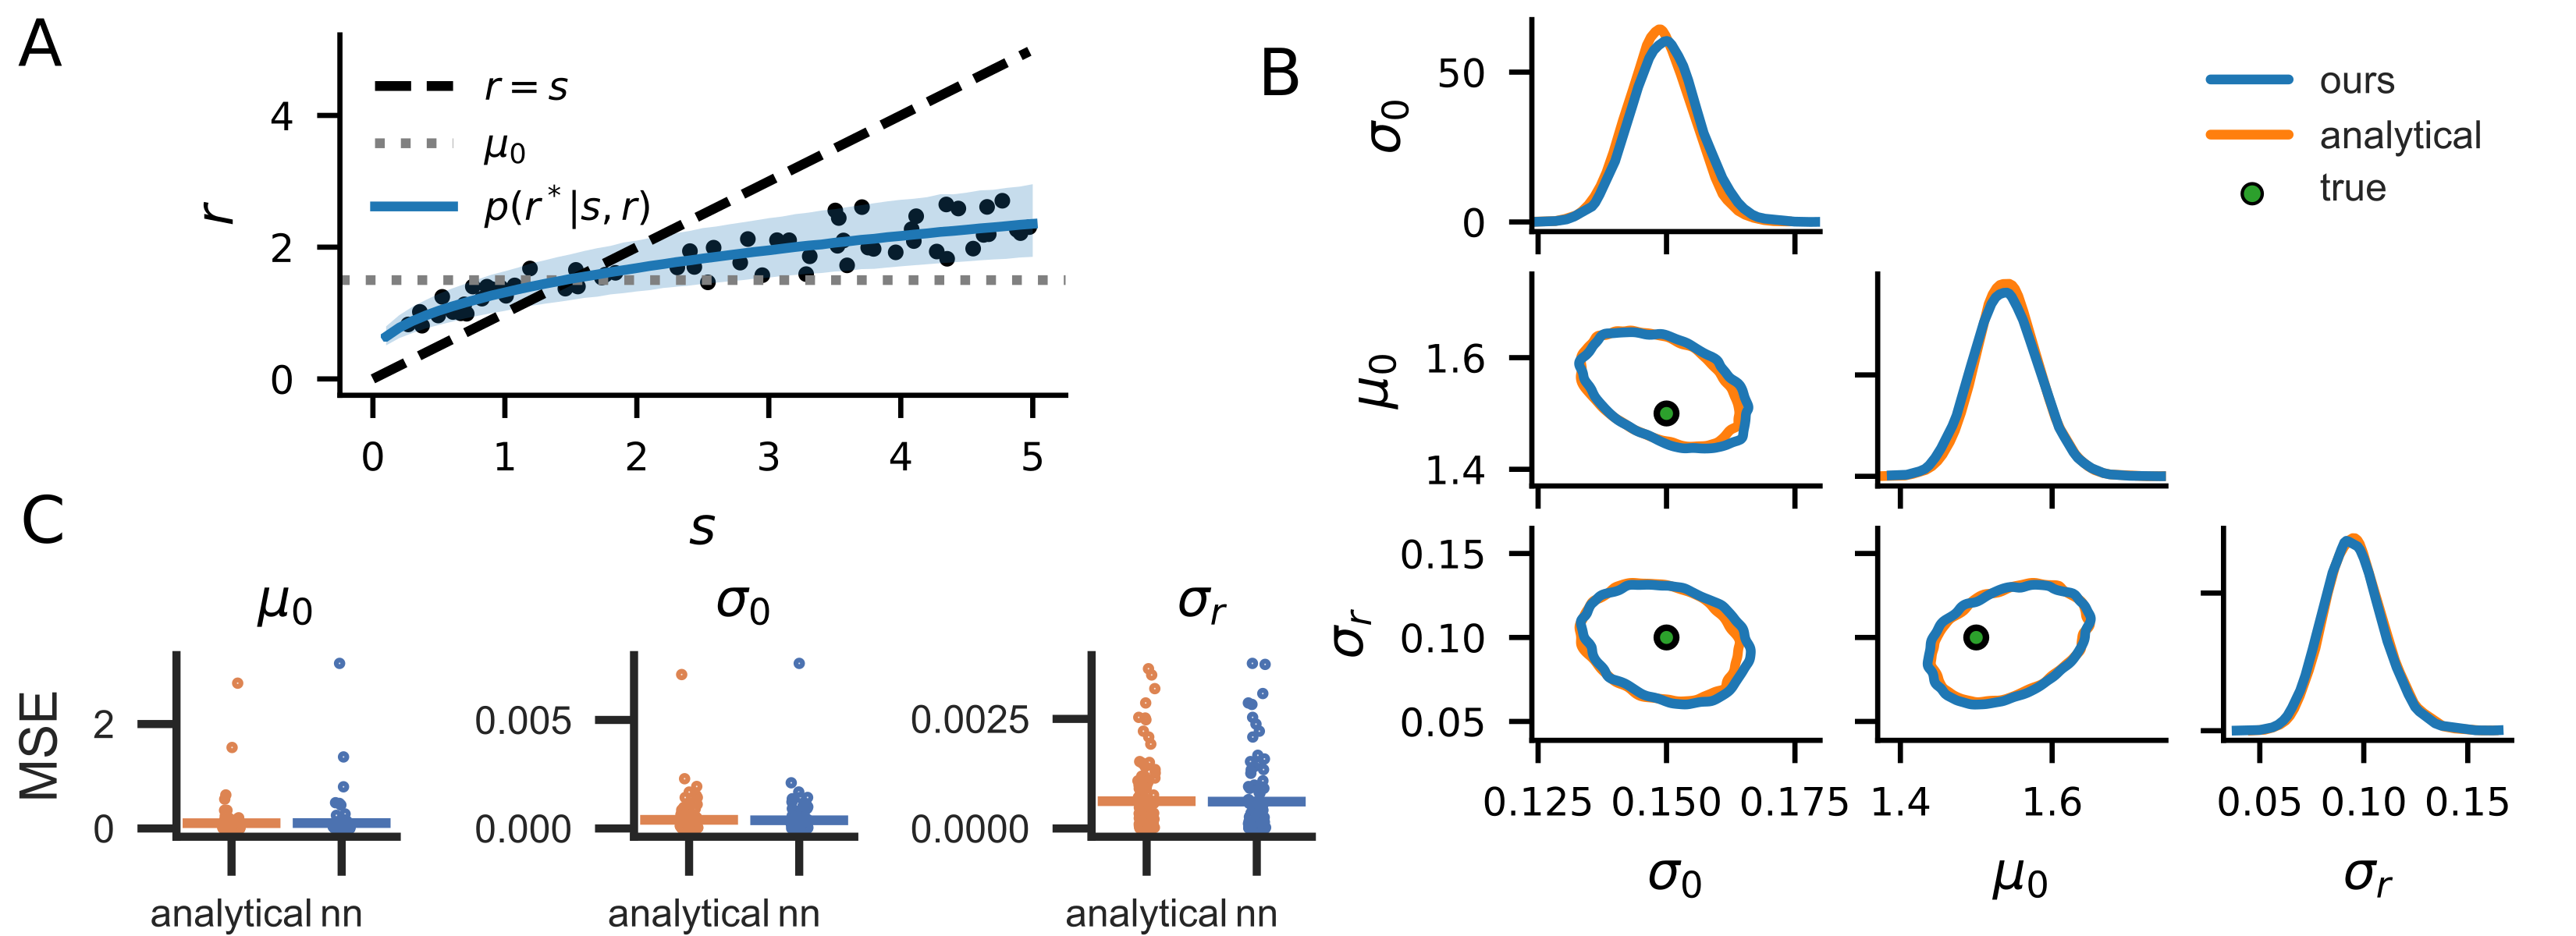 A
r = s
μ0
p(r*|s, r)
4
2
0
r
0 1 2 3 4 5
s
B
ours
analytical
true
σ0
50
0
μ0
1.6
1.4
σr
0.15
0.10
0.05
0.125 0.150 0.175 1.4 1.6 0.05 0.10 0.15
σ0 μ0 σr
C
μ0 σ0 σr
MSE
2
0
0.005
0.000
0.0025
0.0000
analytical nn analytical nn analytical nn